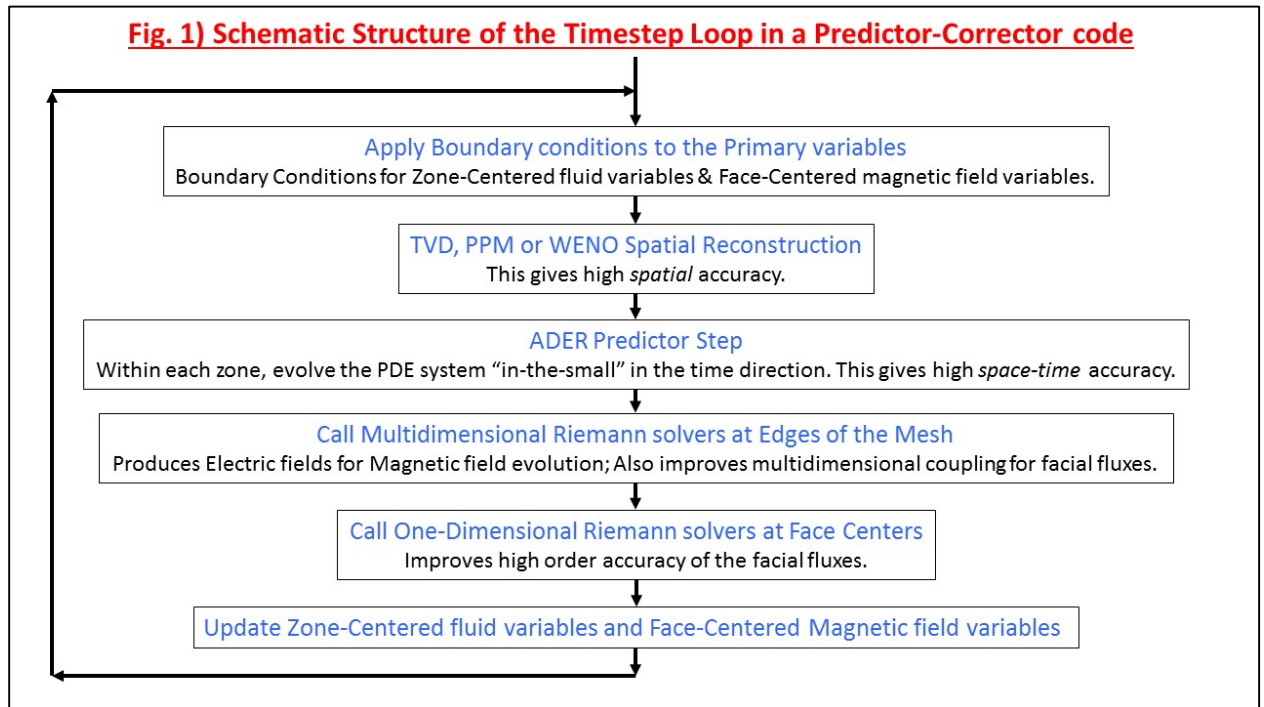 Fig. 1) Schematic Structure of the Timestep Loop in a Predictor-Corrector code
Apply Boundary conditions to the Primary variables
Boundary Conditions for Zone-Centered fluid variables & Face-Centered magnetic field variables.
TVD, PPM or WENO Spatial Reconstruction
This gives high spatial accuracy.
ADER Predictor Step
Within each zone, evolve the PDE system “in-the-small” in the time direction. This gives high space-time accuracy.
Call Multidimensional Riemann solvers at Edges of the Mesh
Produces Electric fields for Magnetic field evolution; Also improves multidimensional coupling for facial fluxes.
Call One-Dimensional Riemann solvers at Face Centers
Improves high order accuracy of the facial fluxes.
Update Zone-Centered fluid variables and Face-Centered Magnetic field variables